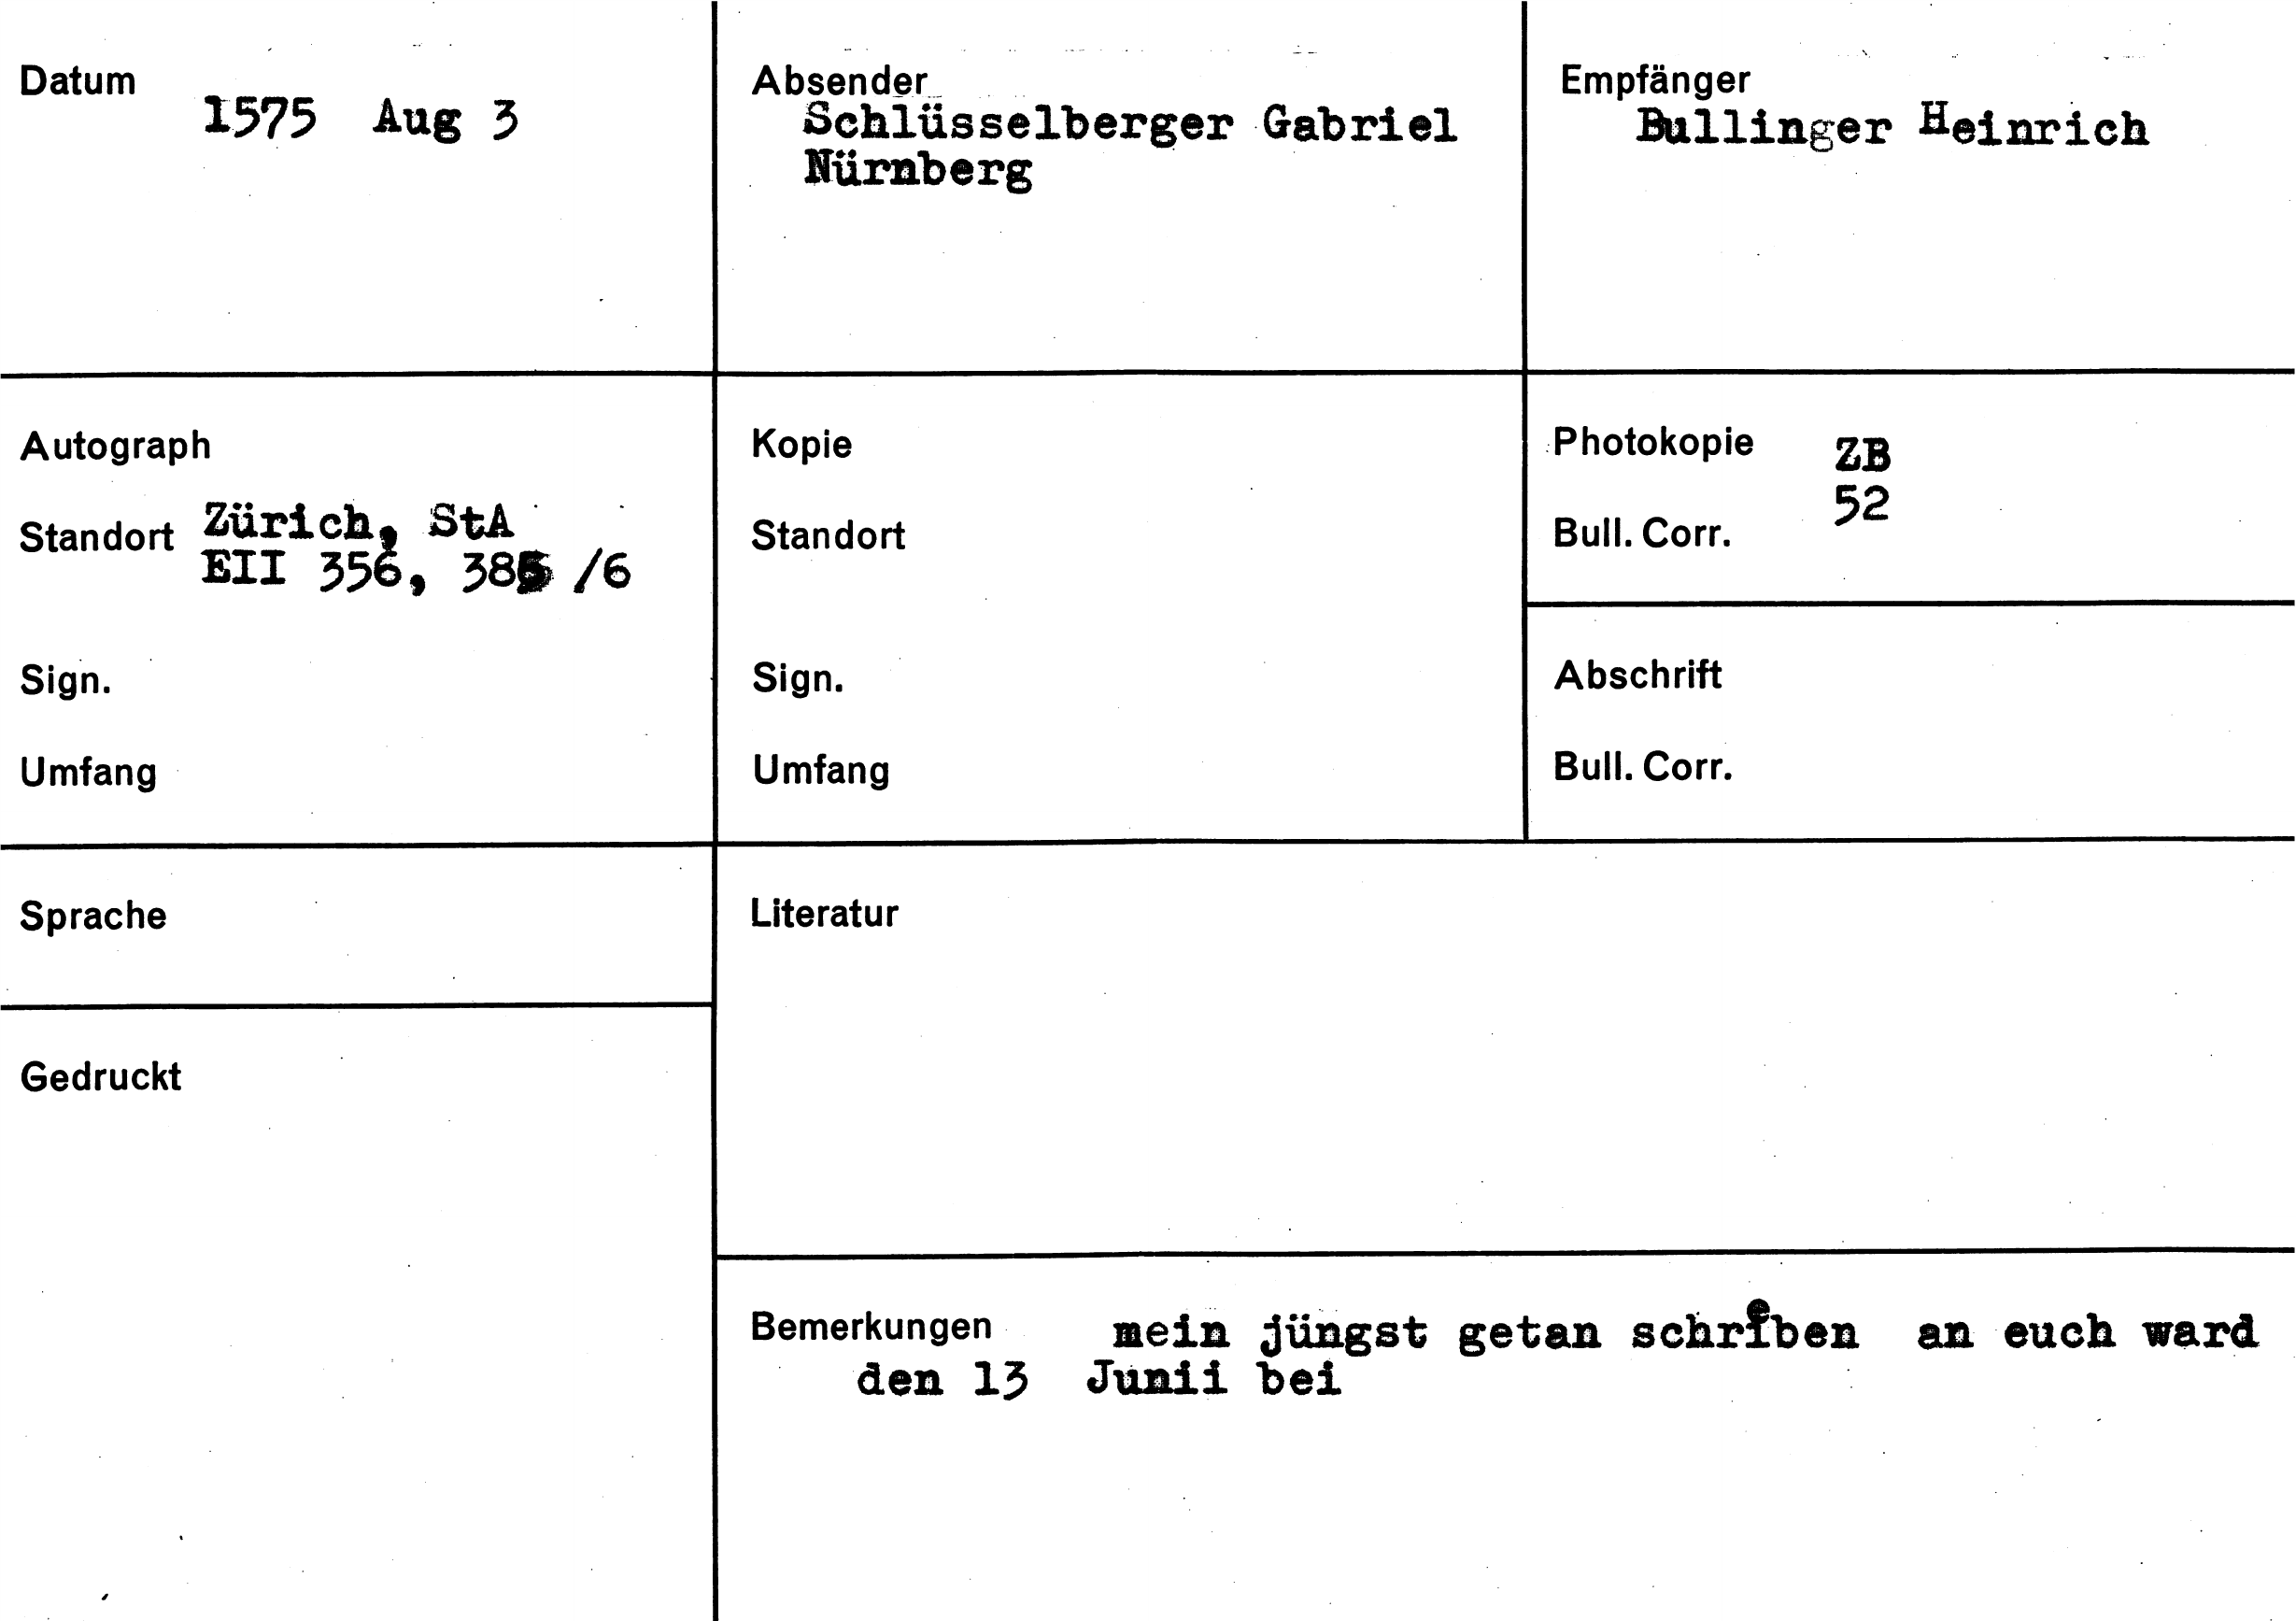 Datum
1575 Aug 3
Absender
Schlüsselberger Gabriel
Nürnberg
Empfänger
Bullinger Heinrich
Autograph
Standort Zürich, StA
EII 356, 385 /6
Sign.
Umfang
Kopie
Standort
Sign.
Umfang
Photokopie ZB
Bull. Corr. 52
Abschrift
Bull. Corr.
Sprache
Gedruckt
Literatur
Bemerkungen mein jüngst getan schreiben an euch ward
den 13 Junii bei